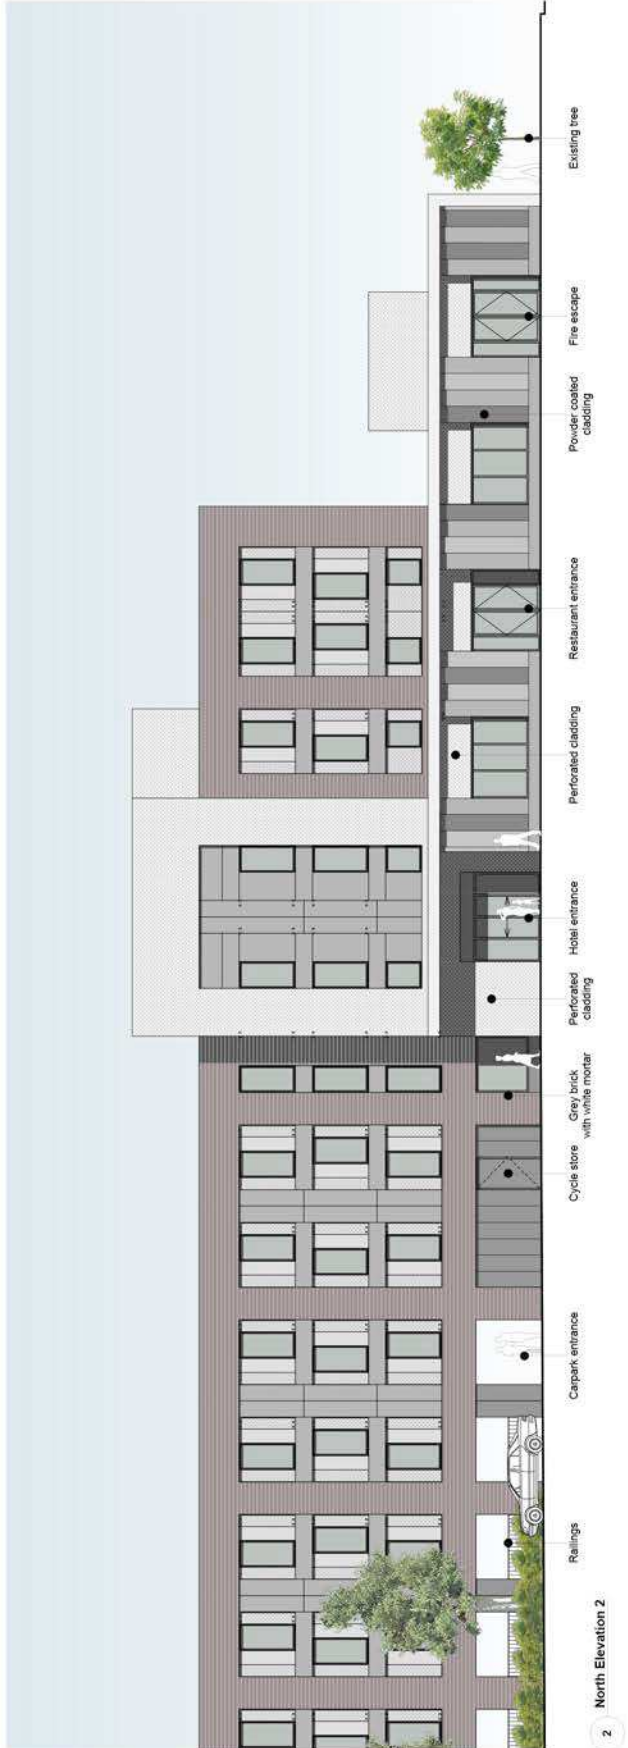 Railings
Carpark entrance
Cycle store
Grey brick
with white mortar
Perforated
cladding
Hotel entrance
Perforated cladding
Restaurant entrance
Powder coated
cladding
Fire escape
Existing tree
2
North Elevation 2